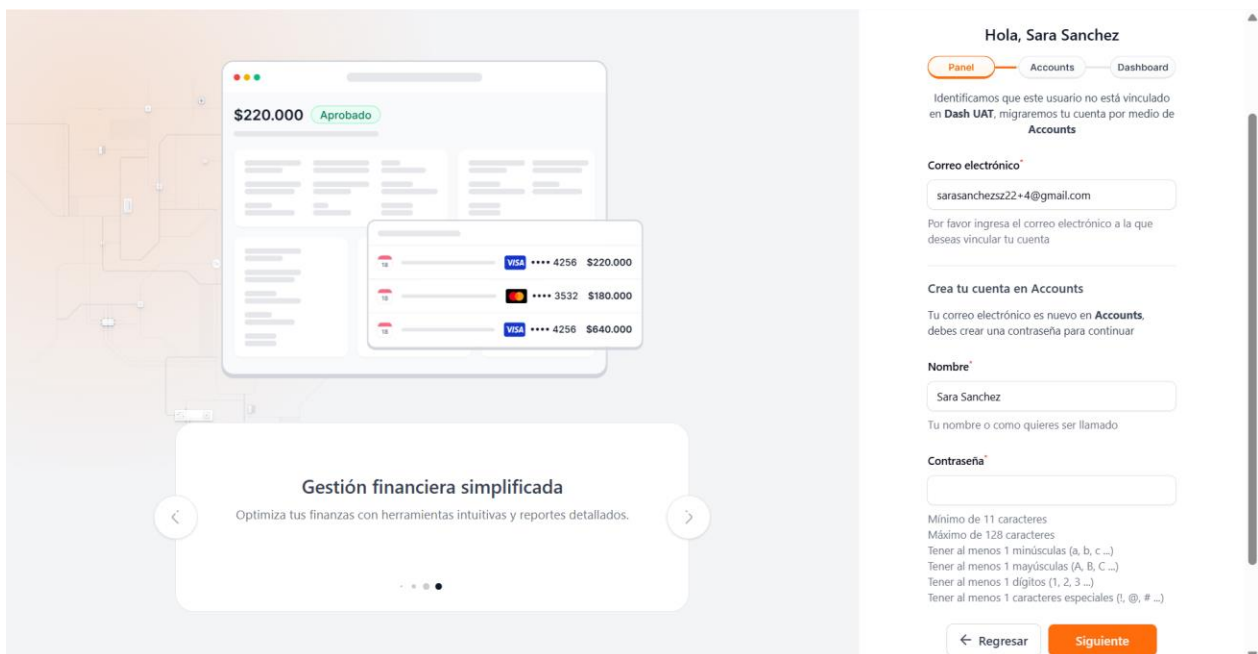 $220.000 Aprobado
18 VISA •••• 4256 $220.000
18 •••• 3532 $180.000
18 VISA •••• 4256 $640.000
Gestión financiera simplificada
Optimiza tus finanzas con herramientas intuitivas y reportes detallados.
Hola, Sara Sanchez
Panel Accounts Dashboard
Identificamos que este usuario no está vinculado
en Dash UAT, migraremos tu cuenta por medio de
Accounts
Correo electrónico*
sarasanchezsz22+4@gmail.com
Por favor ingresa el correo electrónico a la que
deseas vincular tu cuenta
Crea tu cuenta en Accounts
Tu correo electrónico es nuevo en Accounts,
debes crear una contraseña para continuar
Nombre*
Sara Sanchez
Tu nombre o como quieres ser llamado
Contraseña*
Mínimo de 11 caracteres
Máximo de 128 caracteres
Tener al menos 1 minúsculas (a, b, c ...)
Tener al menos 1 mayúsculas (A, B, C ...)
Tener al menos 1 dígitos (1, 2, 3 ...)
Tener al menos 1 caracteres especiales (!, @, # ...)
← Regresar Siguiente